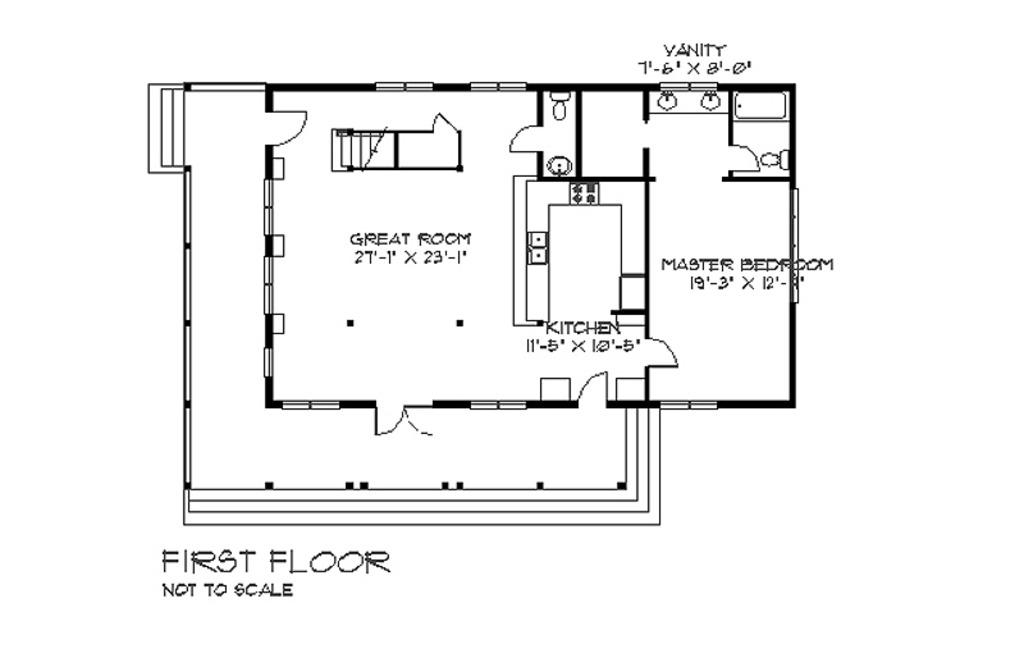 VANITY
7'-6" X 8'-0"
GREAT ROOM
27'-1" X 23'-1"
MASTER BEDROOM
19'-3" X 12'-
KITCHEN
11'-5" X 10'-5"
FIRST FLOOR
NOT TO SCALE